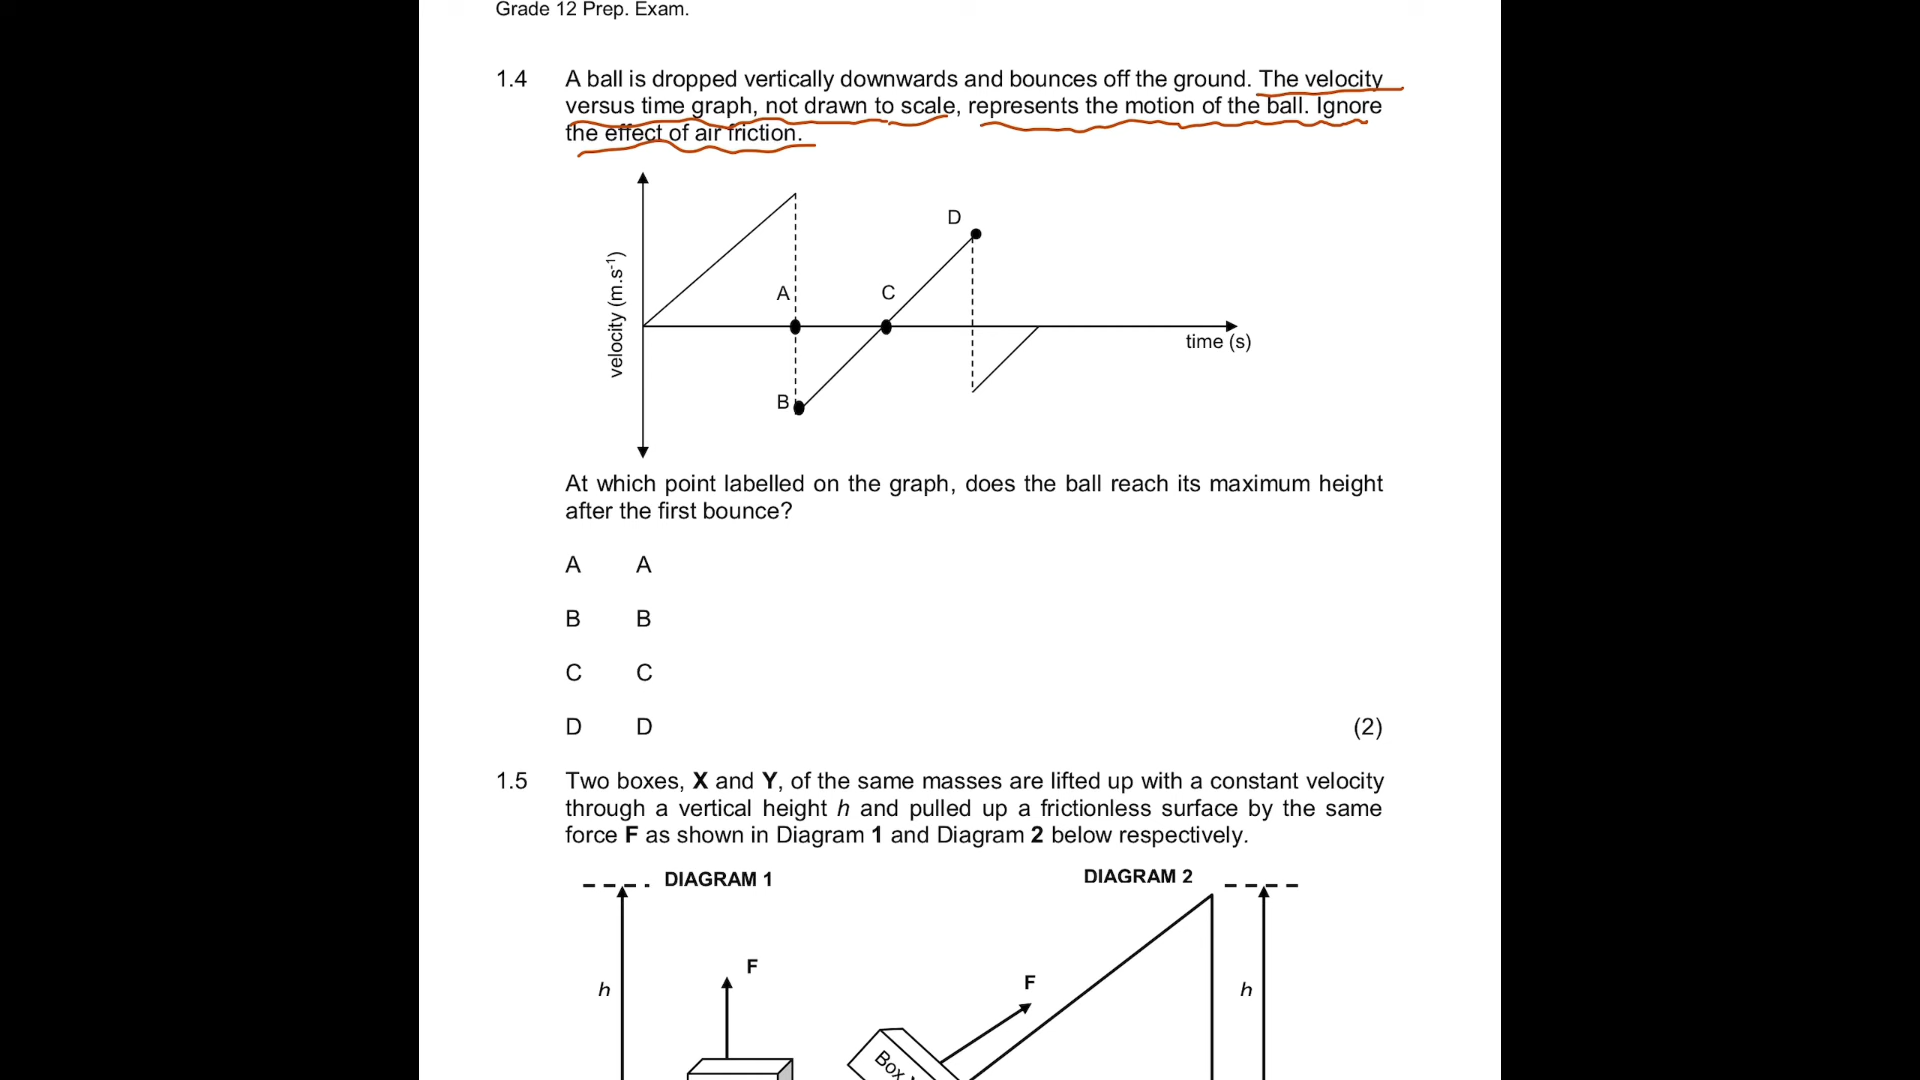 Grade 12 Prep. Exam.
1.4 A ball is dropped vertically downwards and bounces off the ground. The velocity
versus time graph, not drawn to scale, represents the motion of the ball. Ignore
the effect of air friction.
D
velocity (m.s⁻¹)
A
C
time (s)
B
At which point labelled on the graph, does the ball reach its maximum height
after the first bounce?
A A
B B
C C
D D (2)
1.5 Two boxes, X and Y, of the same masses are lifted up with a constant velocity
through a vertical height h and pulled up a frictionless surface by the same
force F as shown in Diagram 1 and Diagram 2 below respectively.
DIAGRAM 1
DIAGRAM 2
F
F
h
h
Box